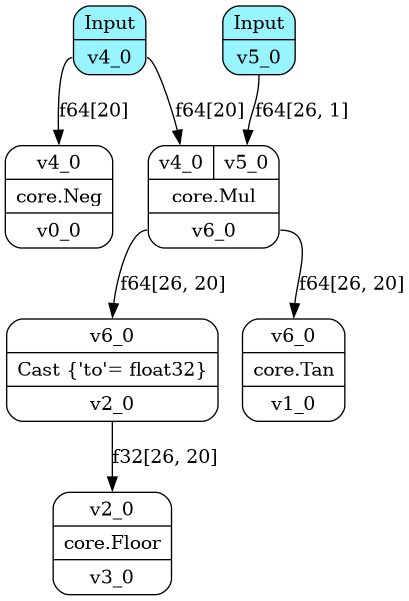 Input
v4_0
Input
v5_0
f64[20]
f64[20]
f64[26, 1]
v4_0
core.Neg
v0_0
v4_0 v5_0
core.Mul
v6_0
f64[26, 20]
f64[26, 20]
v6_0
Cast {'to'= float32}
v2_0
v6_0
core.Tan
v1_0
f32[26, 20]
v2_0
core.Floor
v3_0